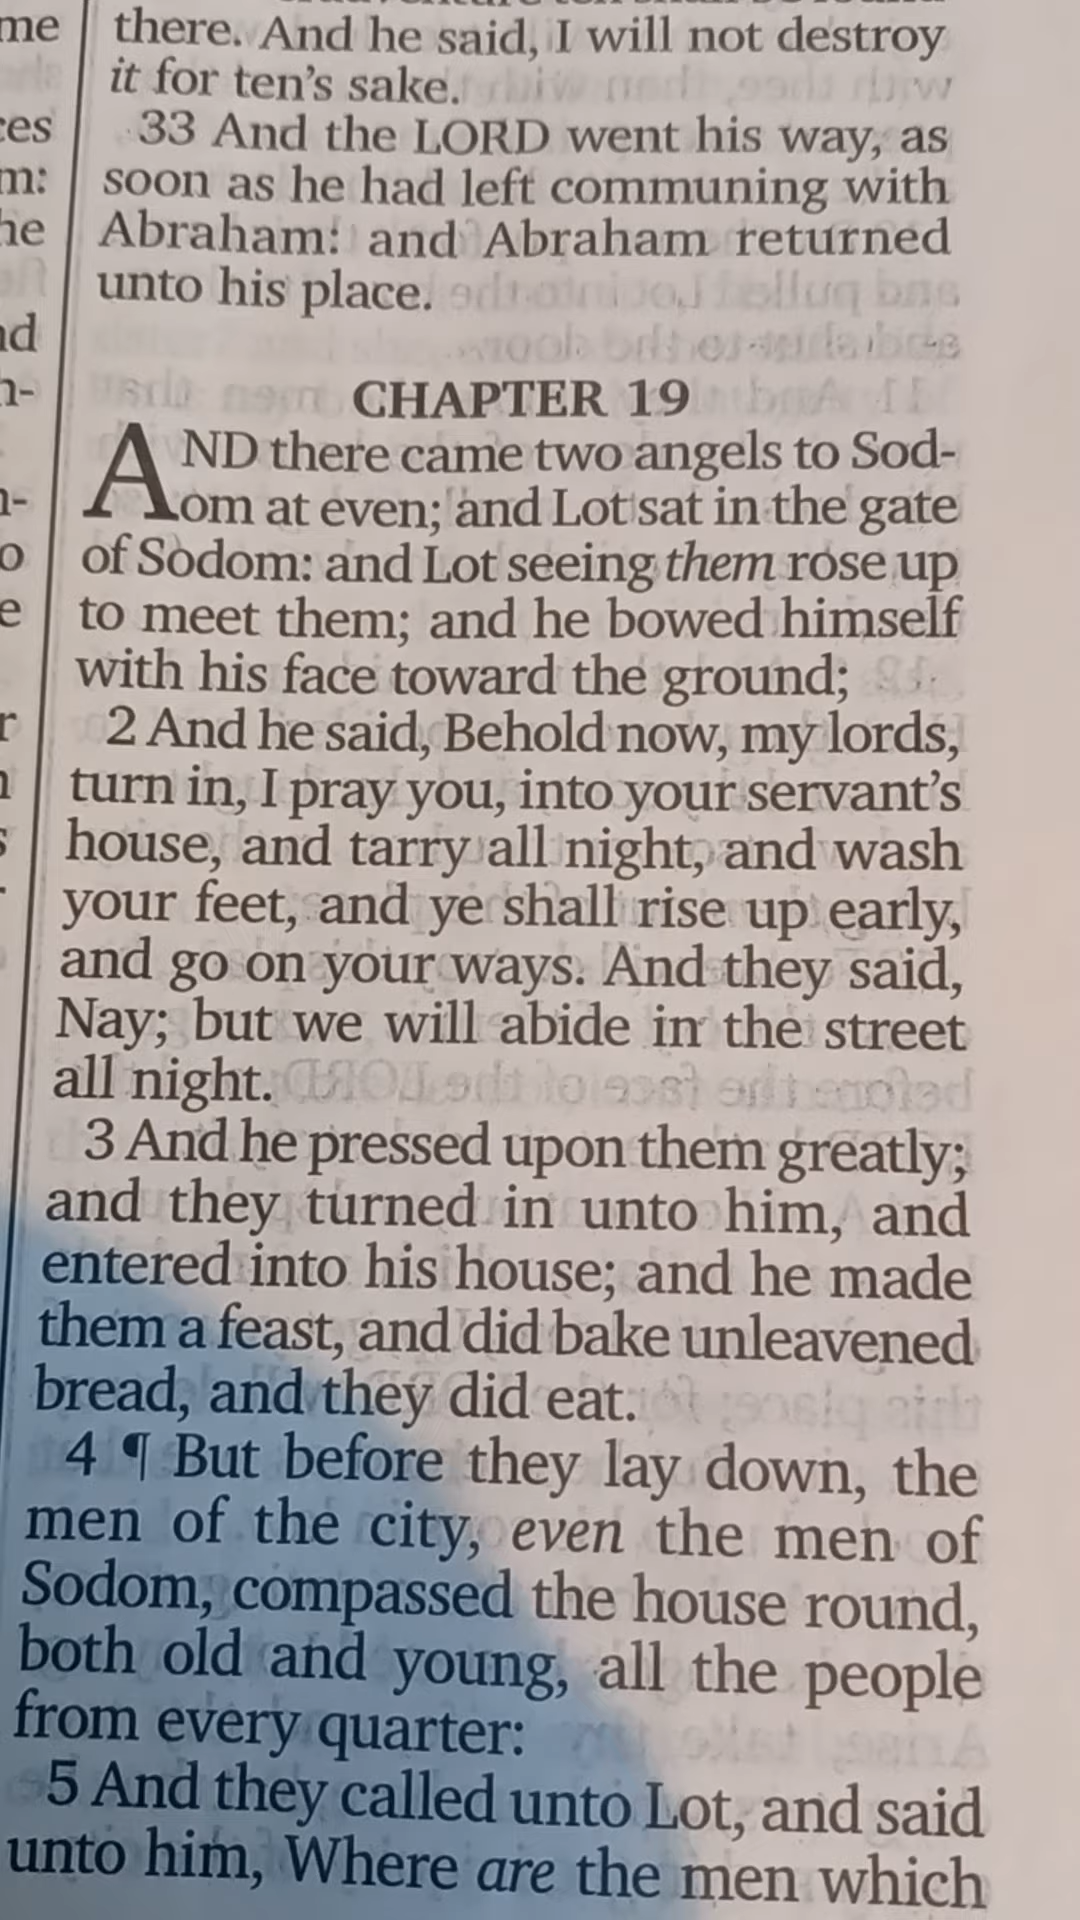 me
ces
m:
he
nd
n-
n-
o
e
r
n
s
there. And he said, I will not destroy
it for ten’s sake.
33 And the LORD went his way, as
soon as he had left communing with
Abraham: and Abraham returned
unto his place.
CHAPTER 19
AND there came two angels to Sod-
om at even; and Lot sat in the gate
of Sodom: and Lot seeing them rose up
to meet them; and he bowed himself
with his face toward the ground;
2 And he said, Behold now, my lords,
turn in, I pray you, into your servant’s
house, and tarry all night, and wash
your feet, and ye shall rise up early,
and go on your ways. And they said,
Nay; but we will abide in the street
all night.
3 And he pressed upon them greatly;
and they turned in unto him, and
entered into his house; and he made
them a feast, and did bake unleavened
bread, and they did eat.
4 ¶ But before they lay down, the
men of the city, even the men of
Sodom, compassed the house round,
both old and young, all the people
from every quarter:
5 And they called unto Lot, and said
unto him, Where are the men which